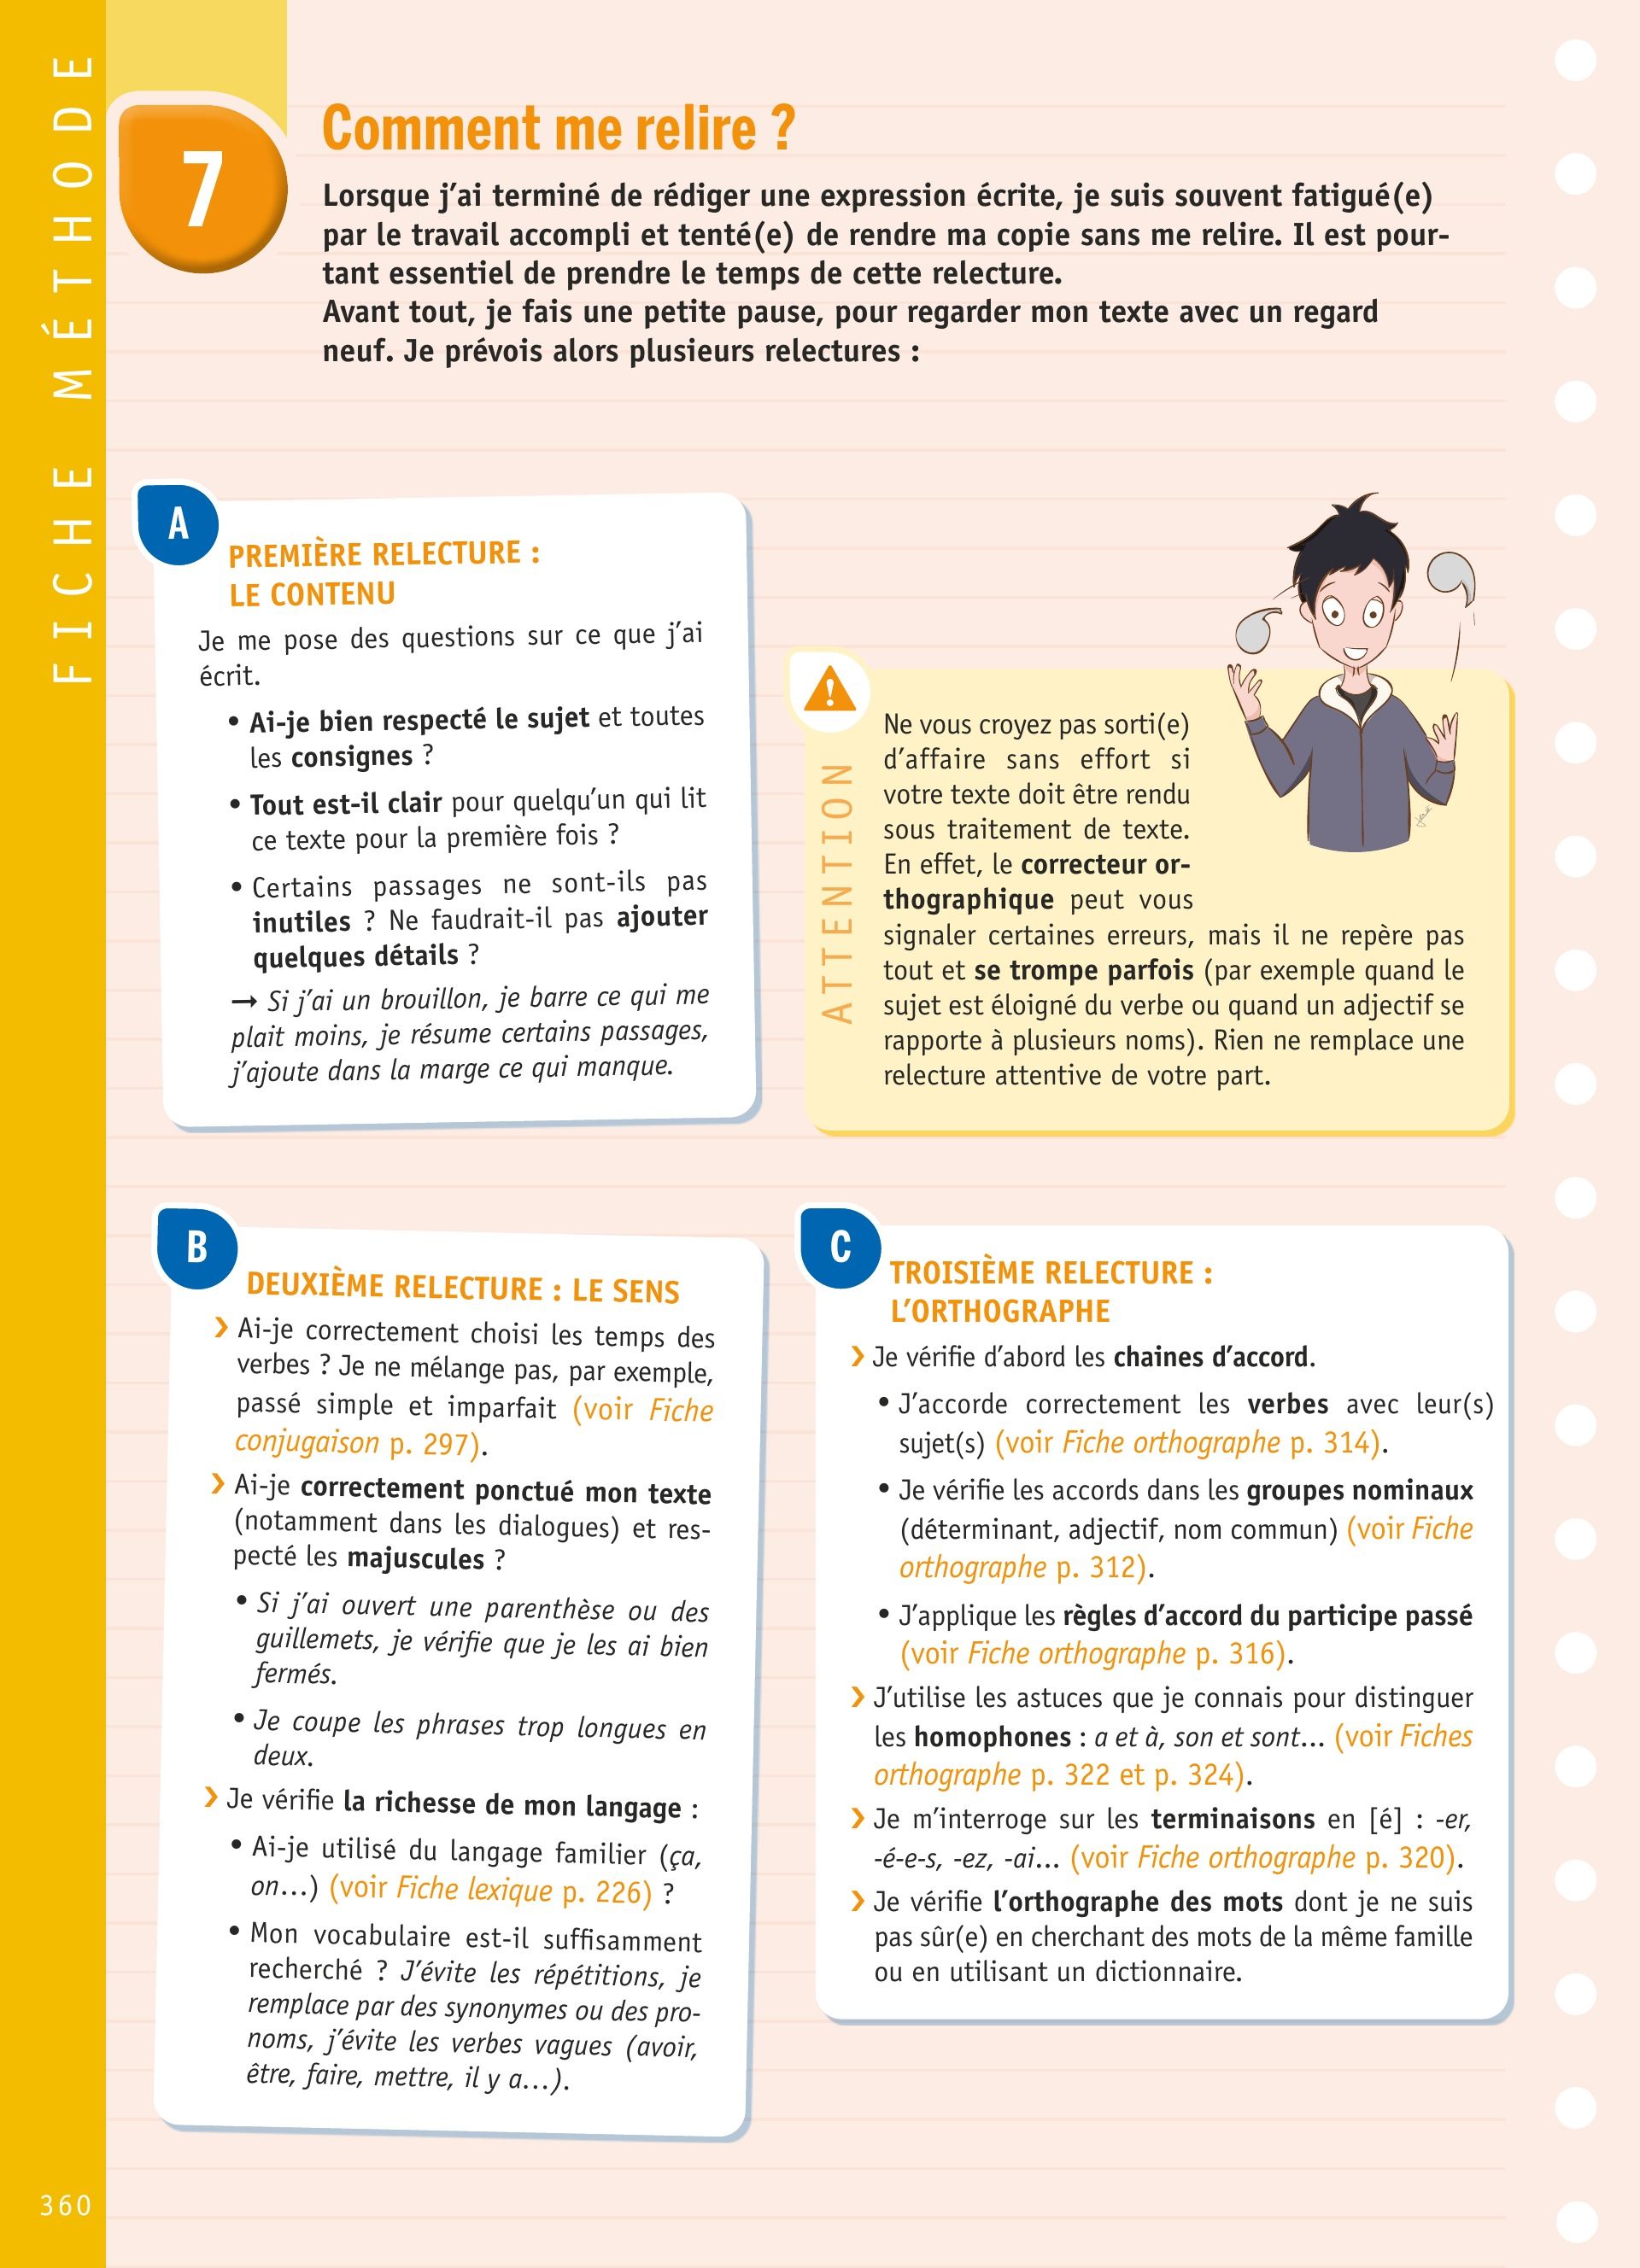 FICHE MÉTHODE
7
Comment me relire ?
Lorsque j’ai terminé de rédiger une expression écrite, je suis souvent fatigué(e)
par le travail accompli et tenté(e) de rendre ma copie sans me relire. Il est pour-
tant essentiel de prendre le temps de cette relecture.
Avant tout, je fais une petite pause, pour regarder mon texte avec un regard
neuf. Je prévois alors plusieurs relectures :
A
PREMIÈRE RELECTURE :
LE CONTENU
Je me pose des questions sur ce que j’ai
écrit.
• Ai-je bien respecté le sujet et toutes
les consignes ?
• Tout est-il clair pour quelqu’un qui lit
ce texte pour la première fois ?
• Certains passages ne sont-ils pas
inutiles ? Ne faudrait-il pas ajouter
quelques détails ?
→ Si j’ai un brouillon, je barre ce qui me
plait moins, je résume certains passages,
j’ajoute dans la marge ce qui manque.
ATTENTION
Ne vous croyez pas sorti(e)
d’affaire sans effort si
votre texte doit être rendu
sous traitement de texte.
En effet, le correcteur or-
thographique peut vous
signaler certaines erreurs, mais il ne repère pas
tout et se trompe parfois (par exemple quand le
sujet est éloigné du verbe ou quand un adjectif se
rapporte à plusieurs noms). Rien ne remplace une
relecture attentive de votre part.
B
DEUXIÈME RELECTURE : LE SENS
› Ai-je correctement choisi les temps des
verbes ? Je ne mélange pas, par exemple,
passé simple et imparfait (voir Fiche
conjugaison p. 297).
› Ai-je correctement ponctué mon texte
(notamment dans les dialogues) et res-
pecté les majuscules ?
• Si j’ai ouvert une parenthèse ou des
guillemets, je vérifie que je les ai bien
fermés.
• Je coupe les phrases trop longues en
deux.
› Je vérifie la richesse de mon langage :
• Ai-je utilisé du langage familier (ça,
on...) (voir Fiche lexique p. 226) ?
• Mon vocabulaire est-il suffisamment
recherché ? J’évite les répétitions, je
remplace par des synonymes ou des pro-
noms, j’évite les verbes vagues (avoir,
être, faire, mettre, il y a...).
C
TROISIÈME RELECTURE :
L’ORTHOGRAPHE
› Je vérifie d’abord les chaines d’accord.
• J’accorde correctement les verbes avec leur(s)
sujet(s) (voir Fiche orthographe p. 314).
• Je vérifie les accords dans les groupes nominaux
(déterminant, adjectif, nom commun) (voir Fiche
orthographe p. 312).
• J’applique les règles d’accord du participe passé
(voir Fiche orthographe p. 316).
› J’utilise les astuces que je connais pour distinguer
les homophones : a et à, son et sont... (voir Fiches
orthographe p. 322 et p. 324).
› Je m’interroge sur les terminaisons en [é] : -er,
-é-e-s, -ez, -ai... (voir Fiche orthographe p. 320).
› Je vérifie l’orthographe des mots dont je ne suis
pas sûr(e) en cherchant des mots de la même famille
ou en utilisant un dictionnaire.
360